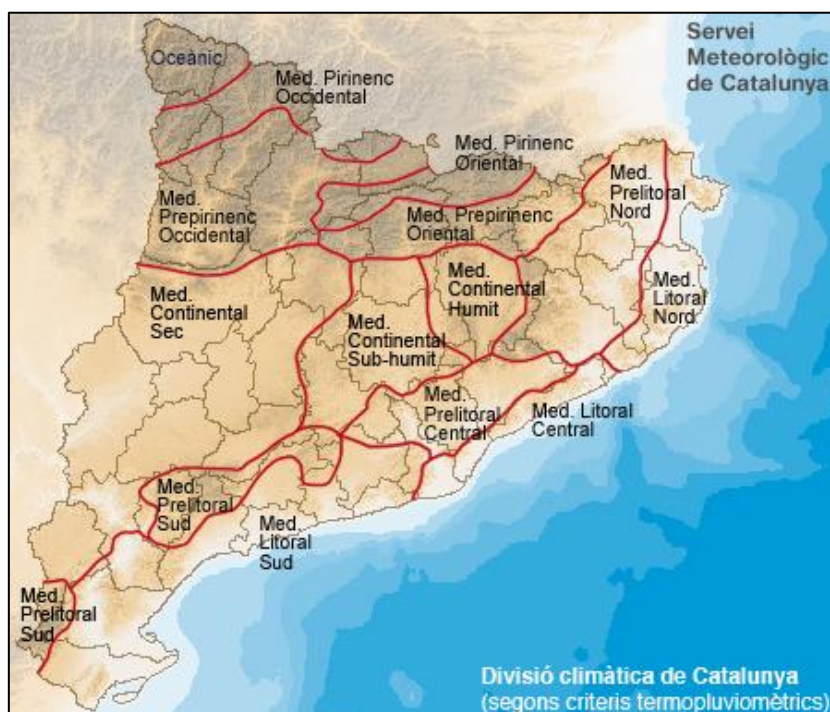 Servei
Meteorològic
de Catalunya
Oceànic
Med. Pirinenc
Occidental
Med. Pirinenc
Oriental
Med.
Prelitoral
Nord
Med.
Prepirinenc
Occidental
Med. Prepirinenc
Oriental
Med.
Continental
Humit
Med.
Litoral
Nord
Med.
Continental
Sec
Med.
Continental
Sub-humit
Med.
Prelitoral
Central
Med. Litoral
Central
Med.
Prelitoral
Sud
Med.
Litoral
Sud
Med.
Prelitoral
Sud
Divisió climàtica de Catalunya
(segons criteris termopluviomètrics)